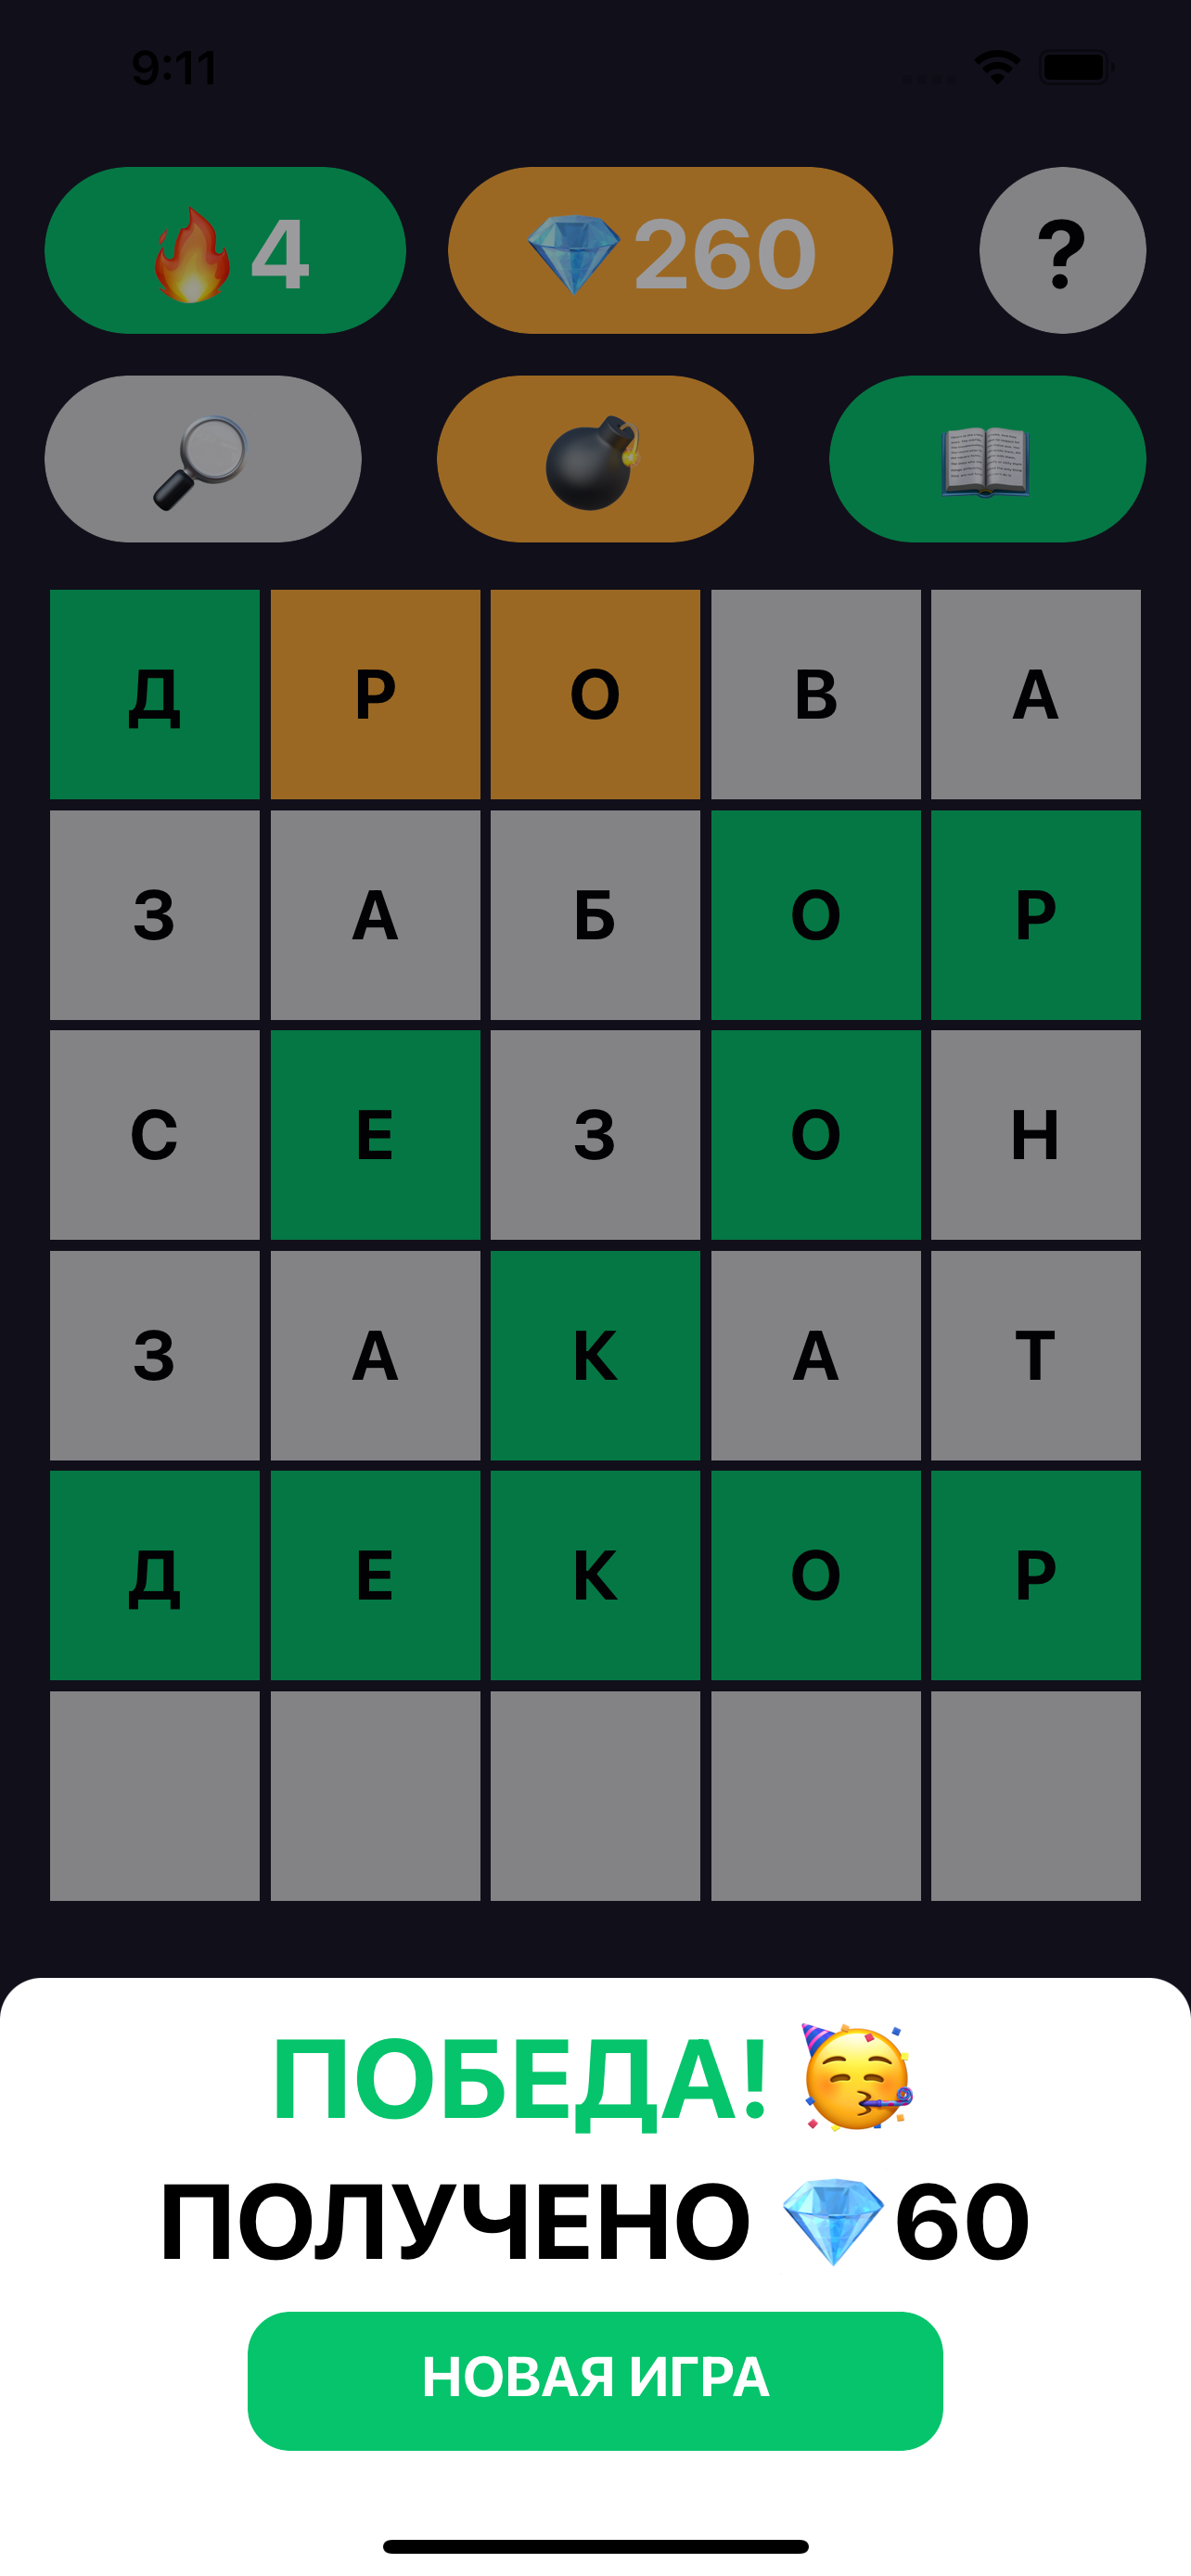 9:11
4 260 ?
Д Р О В А
З А Б О Р
С Е З О Н
З А К А Т
Д Е К О Р
ПОБЕДА!
ПОЛУЧЕНО 60
НОВАЯ ИГРА